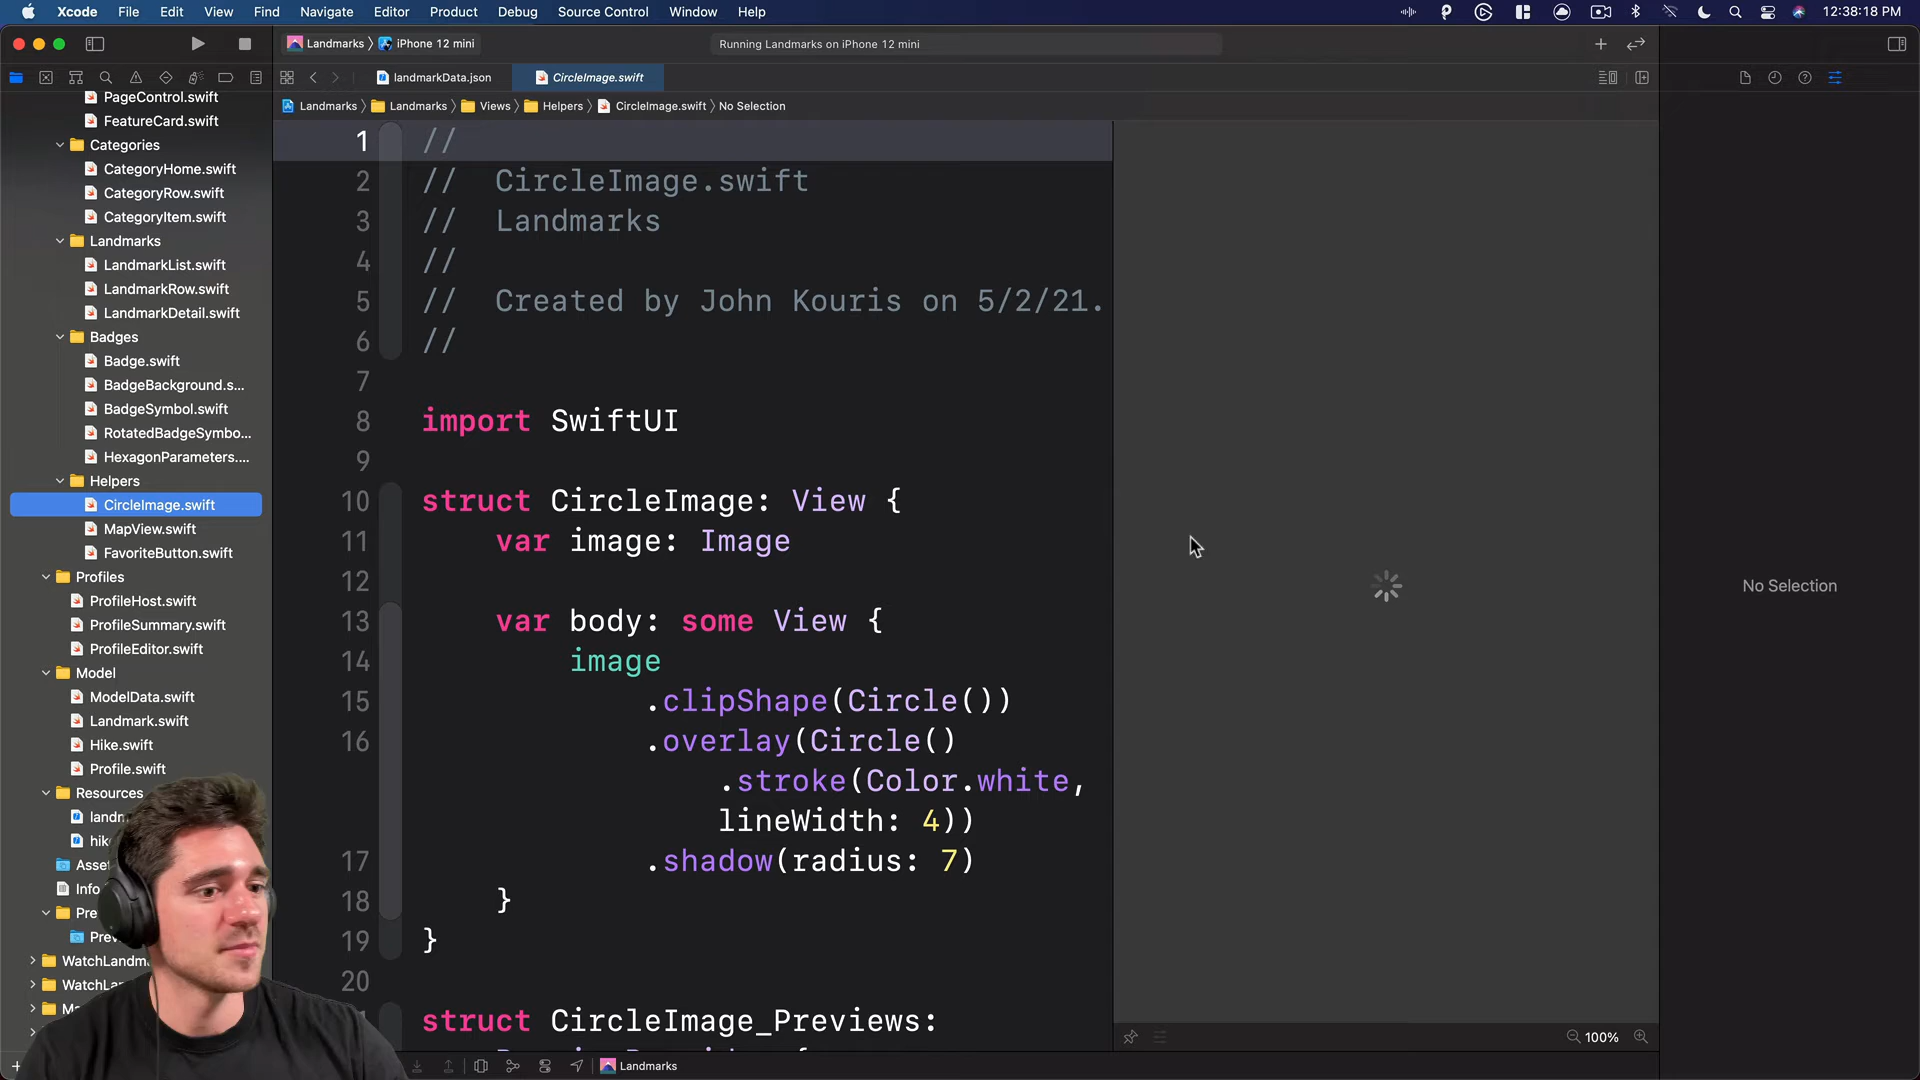 Xcode File Edit View Find Navigate Editor Product Debug Source Control Window Help 12:38:18 PM
Landmarks iPhone 12 mini Running Landmarks on iPhone 12 mini
landmarkData.json CircleImage.swift
Landmarks Landmarks Views Helpers CircleImage.swift No Selection
PageControl.swift
FeatureCard.swift
Categories
CategoryHome.swift
CategoryRow.swift
CategoryItem.swift
Landmarks
LandmarkList.swift
LandmarkRow.swift
LandmarkDetail.swift
Badges
Badge.swift
BadgeBackground.s...
BadgeSymbol.swift
RotatedBadgeSymbo...
HexagonParameters....
Helpers
CircleImage.swift
MapView.swift
FavoriteButton.swift
Profiles
ProfileHost.swift
ProfileSummary.swift
ProfileEditor.swift
Model
ModelData.swift
Landmark.swift
Hike.swift
Profile.swift
Resources
Info
WatchLandm
1 //
2 // CircleImage.swift
3 // Landmarks
4 //
5 // Created by John Kouris on 5/2/21.
6 //
7
8 import SwiftUI
9
10 struct CircleImage: View {
11 var image: Image
12
13 var body: some View {
14 image
15 .clipShape(Circle())
16 .overlay(Circle()
.stroke(Color.white,
lineWidth: 4))
17 .shadow(radius: 7)
18 }
19 }
20
struct CircleImage_Previews:
No Selection
100%
Landmarks